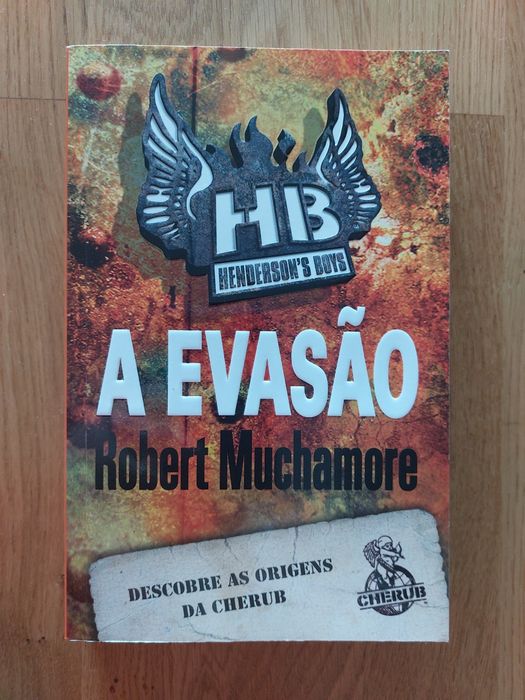 HB
HENDERSON'S BOYS
A EVASÃO
Robert Muchamore
DESCOBRE AS ORIGENS
DA CHERUB
CHERUB